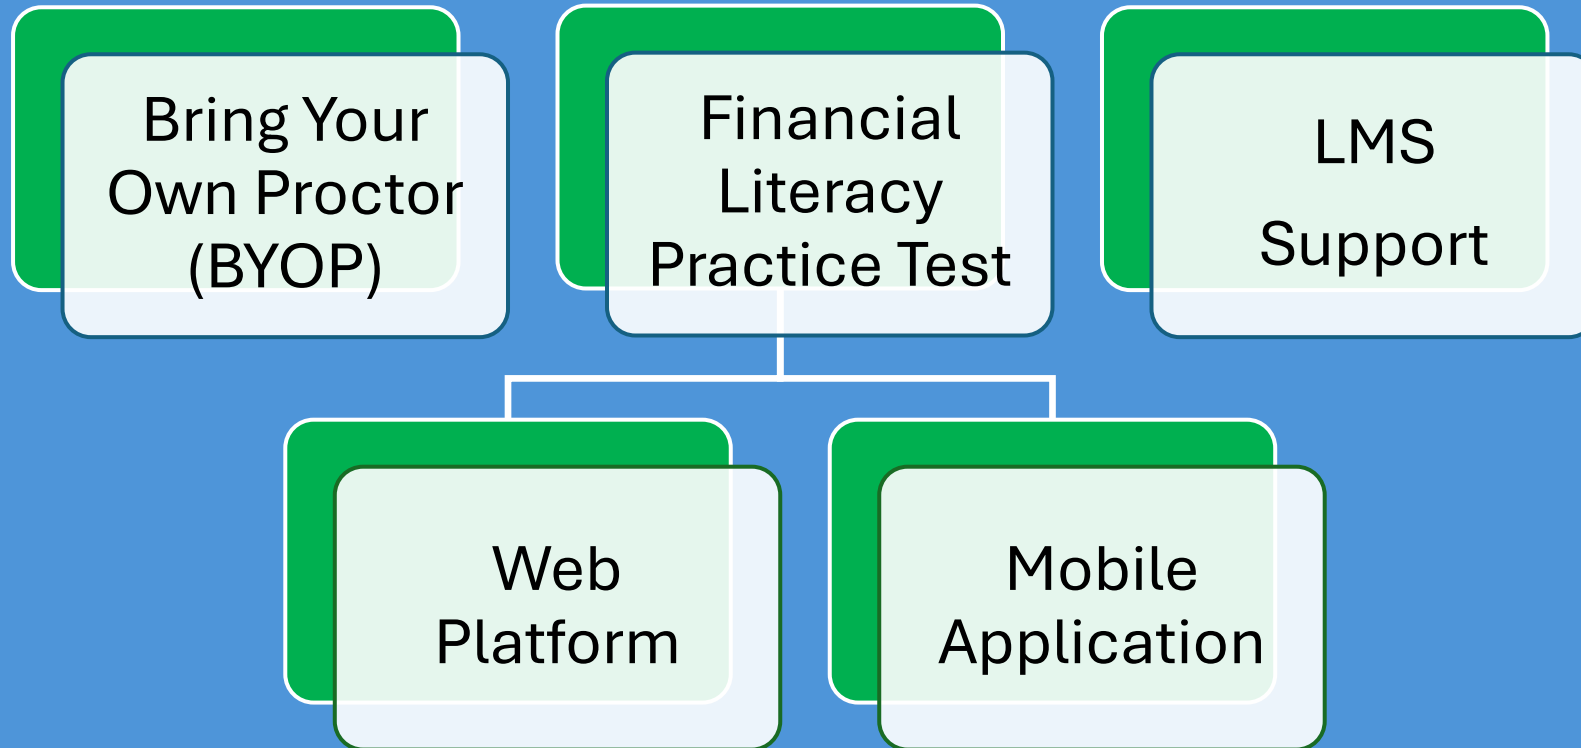 Bring Your
Own Proctor
(BYOP)
Financial
Literacy
Practice Test
LMS
Support
Web
Platform
Mobile
Application